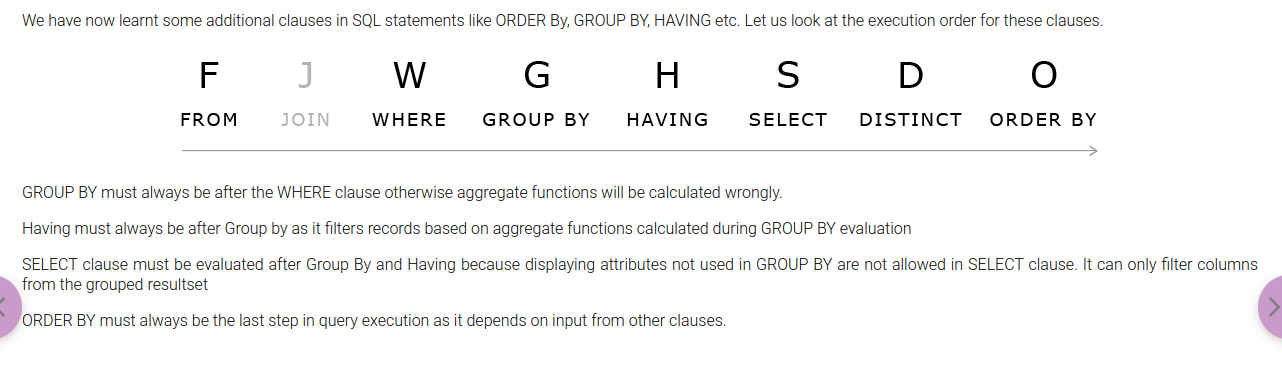 We have now learnt some additional clauses in SQL statements like ORDER By, GROUP BY, HAVING etc. Let us look at the execution order for these clauses.
F J W G H S D O
FROM JOIN WHERE GROUP BY HAVING SELECT DISTINCT ORDER BY
GROUP BY must always be after the WHERE clause otherwise aggregate functions will be calculated wrongly.
Having must always be after Group by as it filters records based on aggregate functions calculated during GROUP BY evaluation
SELECT clause must be evaluated after Group By and Having because displaying attributes not used in GROUP BY are not allowed in SELECT clause. It can only filter columns
from the grouped resultset
ORDER BY must always be the last step in query execution as it depends on input from other clauses.